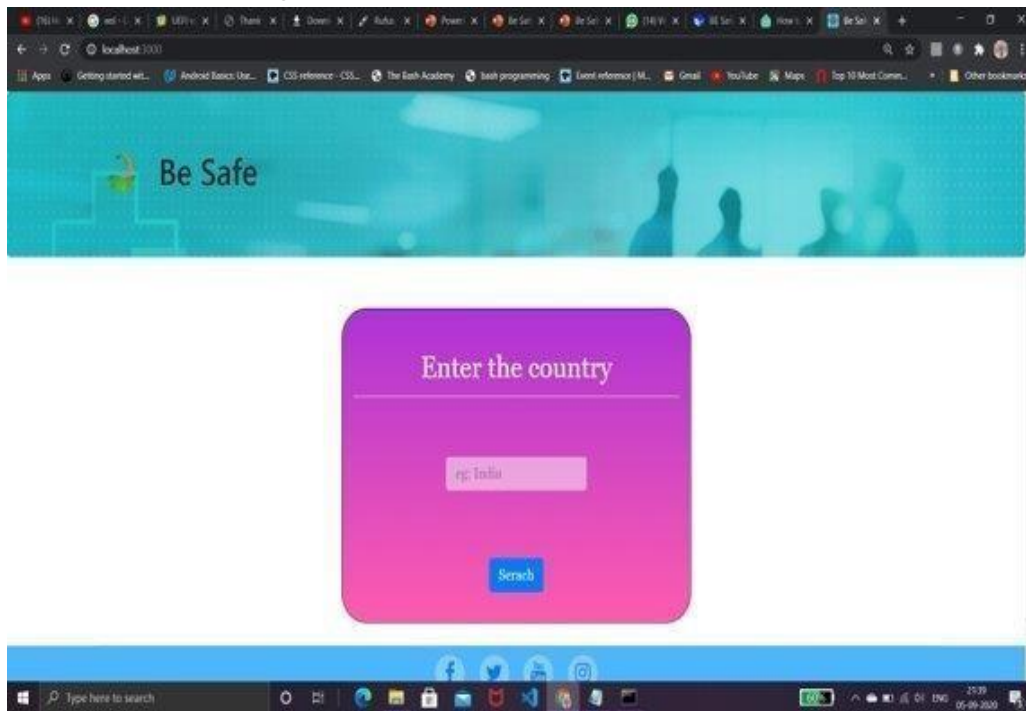 localhost:3000
Apps Getting started wit... Android Basics: Use... CSS reference - CSS... The Bash Academy bash programming Event reference | M... Gmail YouTube Maps Top 10 Most Comm... Other bookmarks
Be Safe
Enter the country
eg: India
Serach
Type here to search
ENG
21:39
05-09-2020